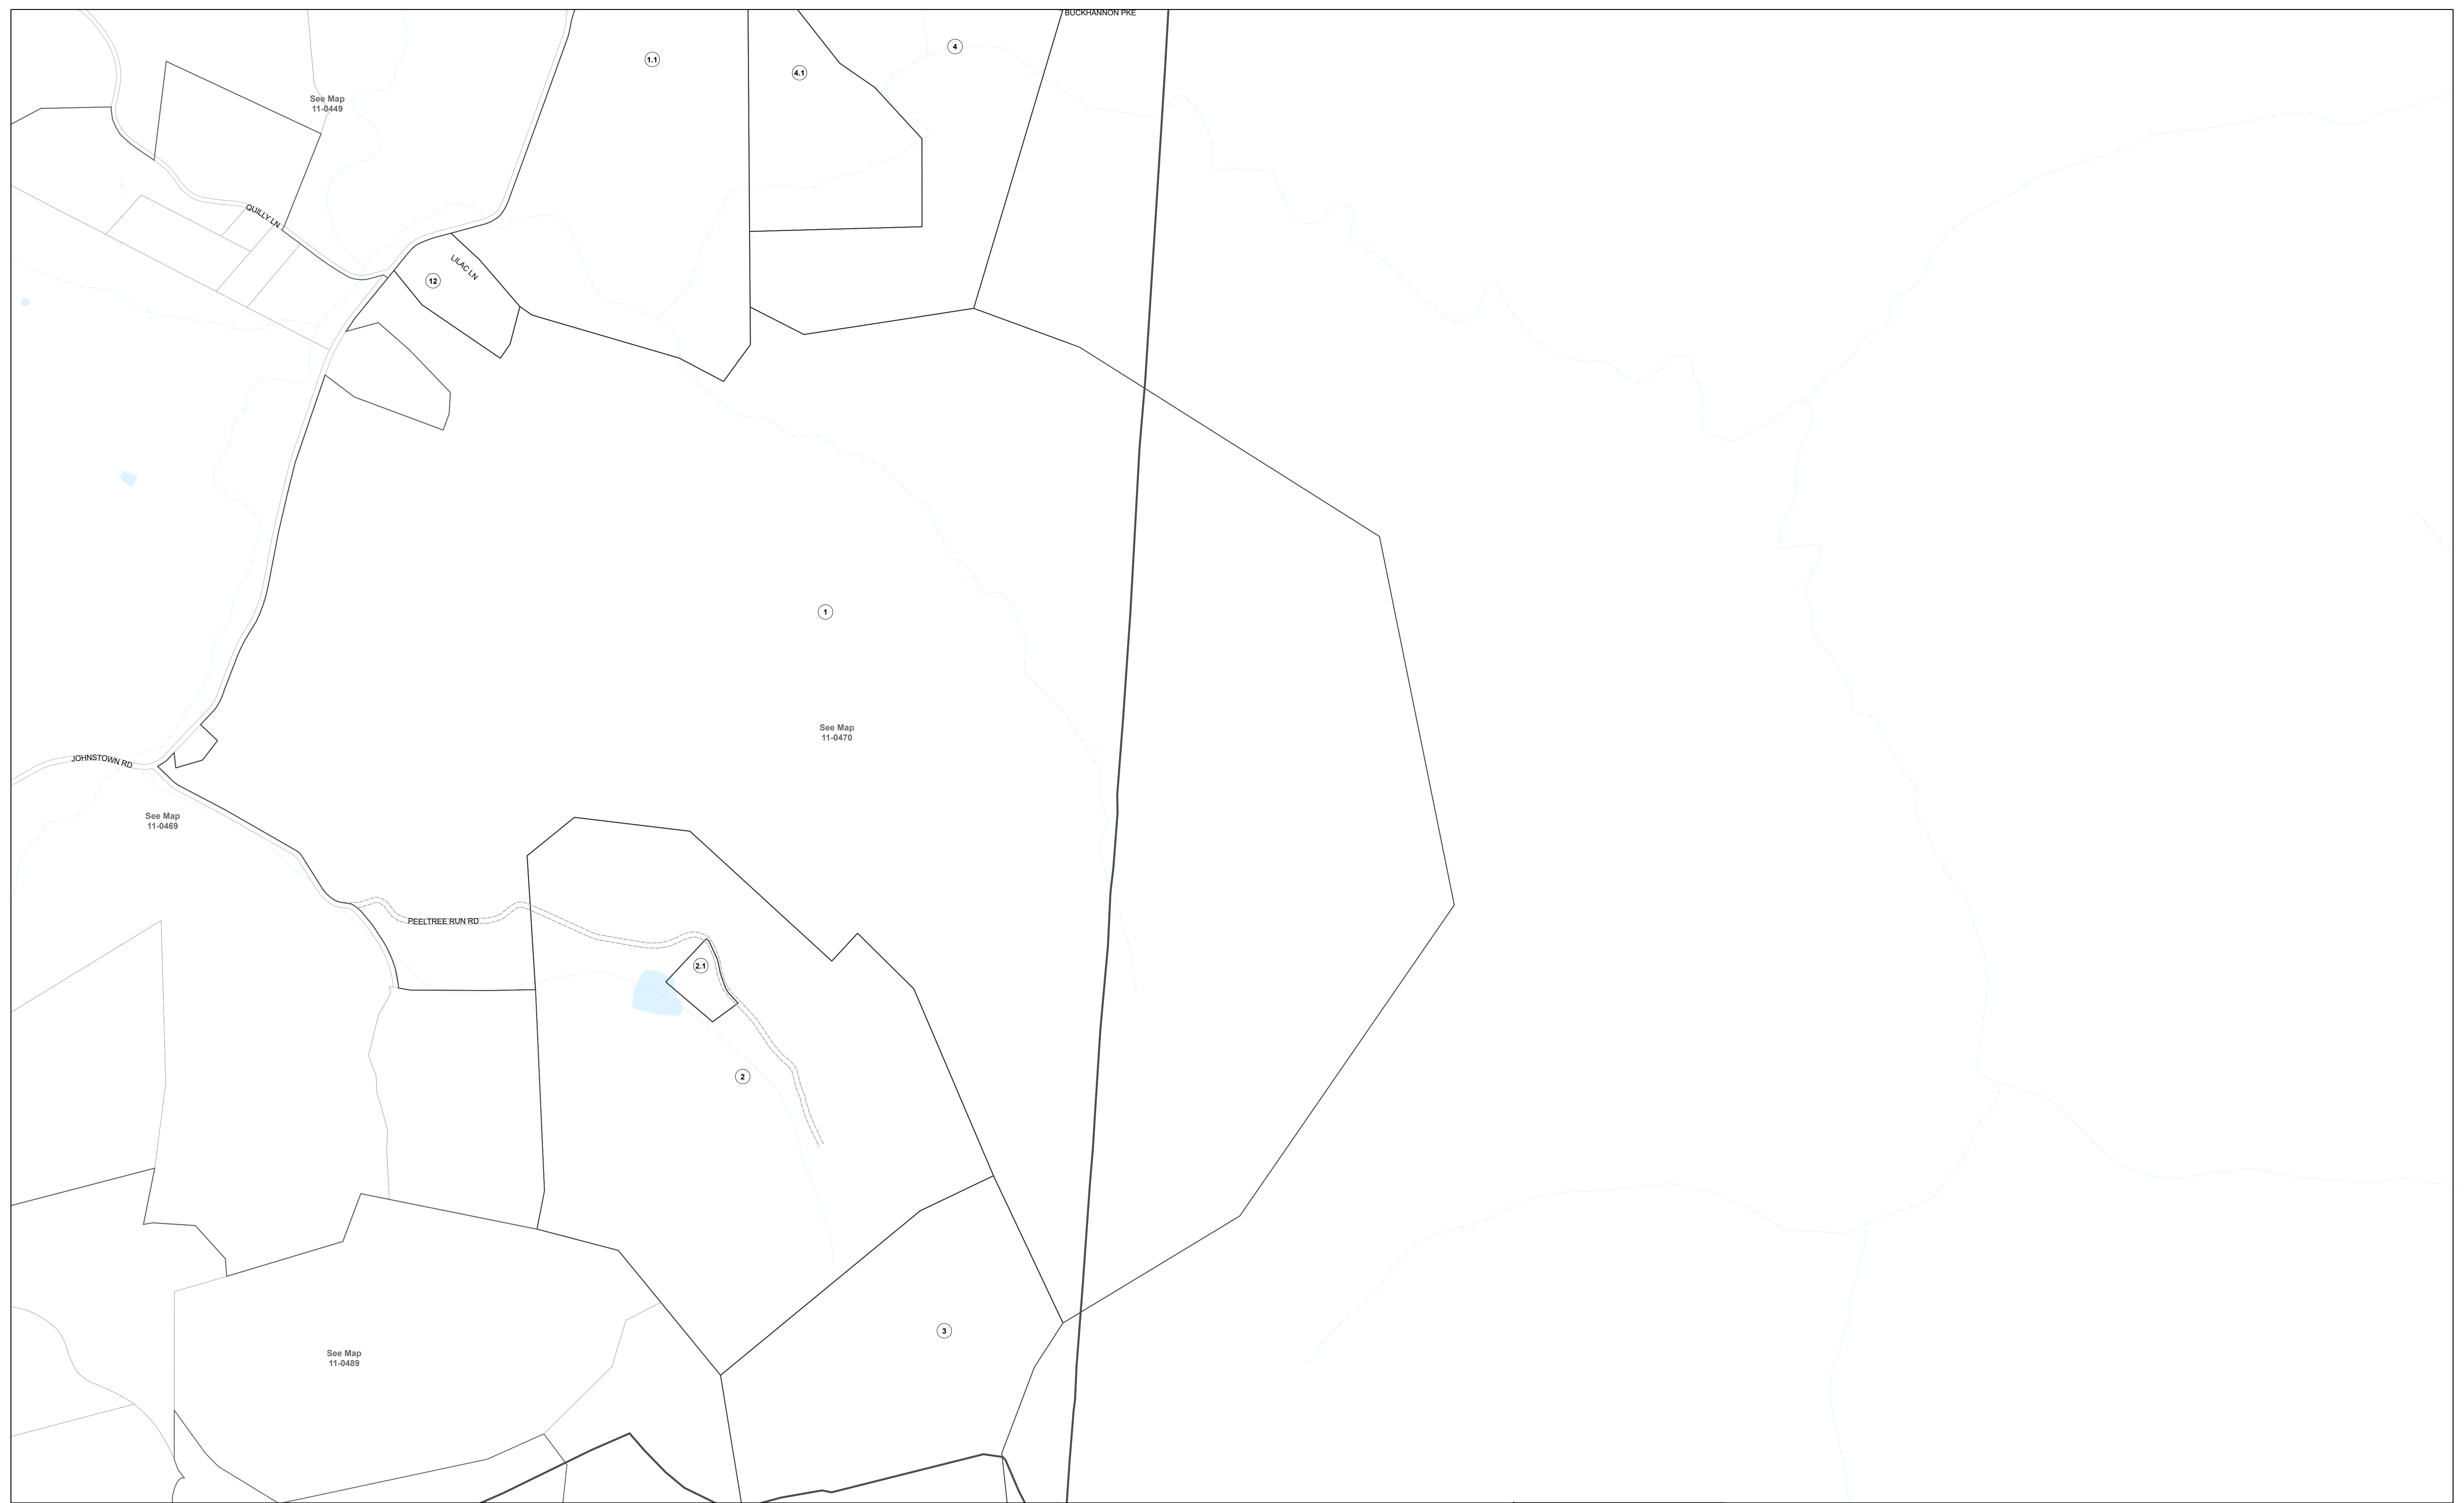 BUCKHANNON PKE
4
1.1
4.1
See Map
11-0449
QUILLY LN
LILAC LN
12
1
See Map
11-0470
JOHNSTOWN RD
See Map
11-0469
PEELTREE RUN RD
2.1
2
3
See Map
11-0489